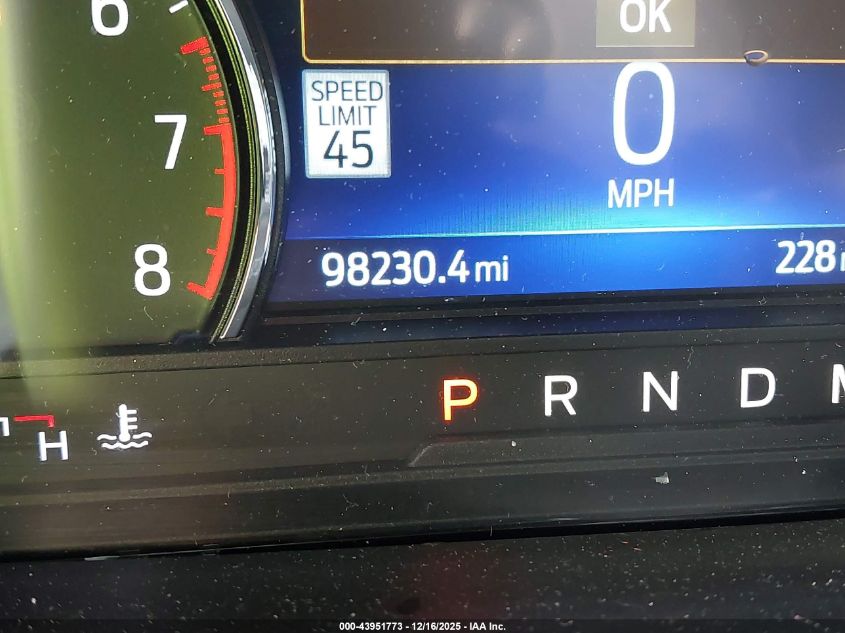 6
OK
SPEED
LIMIT
45
0
MPH
7
8
98230.4 mi
228
P R N D
H
000-43951773 - 12/16/2025 - IAA Inc.